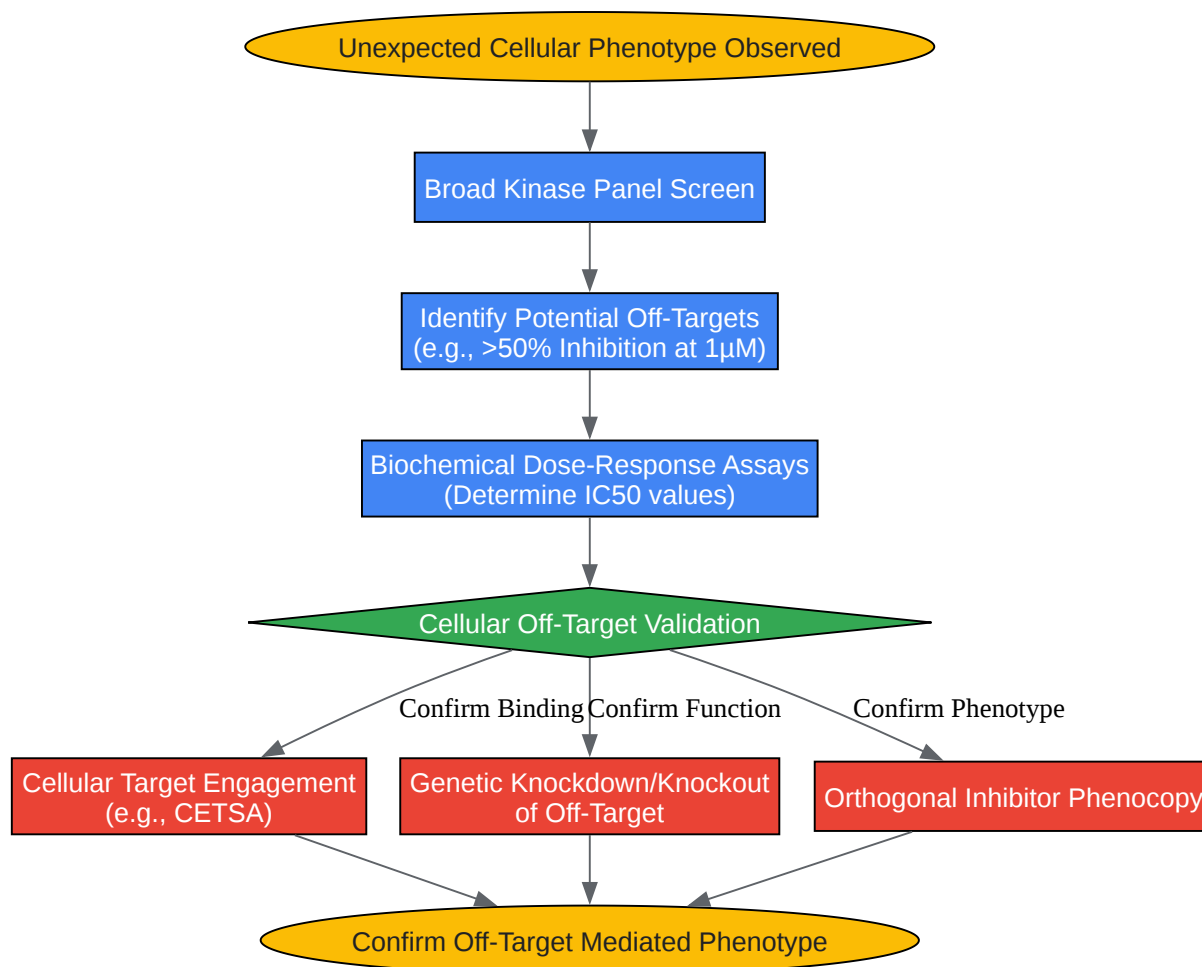 Unexpected Cellular Phenotype Observed
Broad Kinase Panel Screen
Identify Potential Off-Targets
(e.g., >50% Inhibition at 1µM)
Biochemical Dose-Response Assays
(Determine IC50 values)
Cellular Off-Target Validation
Confirm Binding
Confirm Function
Confirm Phenotype
Cellular Target Engagement
(e.g., CETSA)
Genetic Knockdown/Knockout
of Off-Target
Orthogonal Inhibitor Phenocopy
Confirm Off-Target Mediated Phenotype